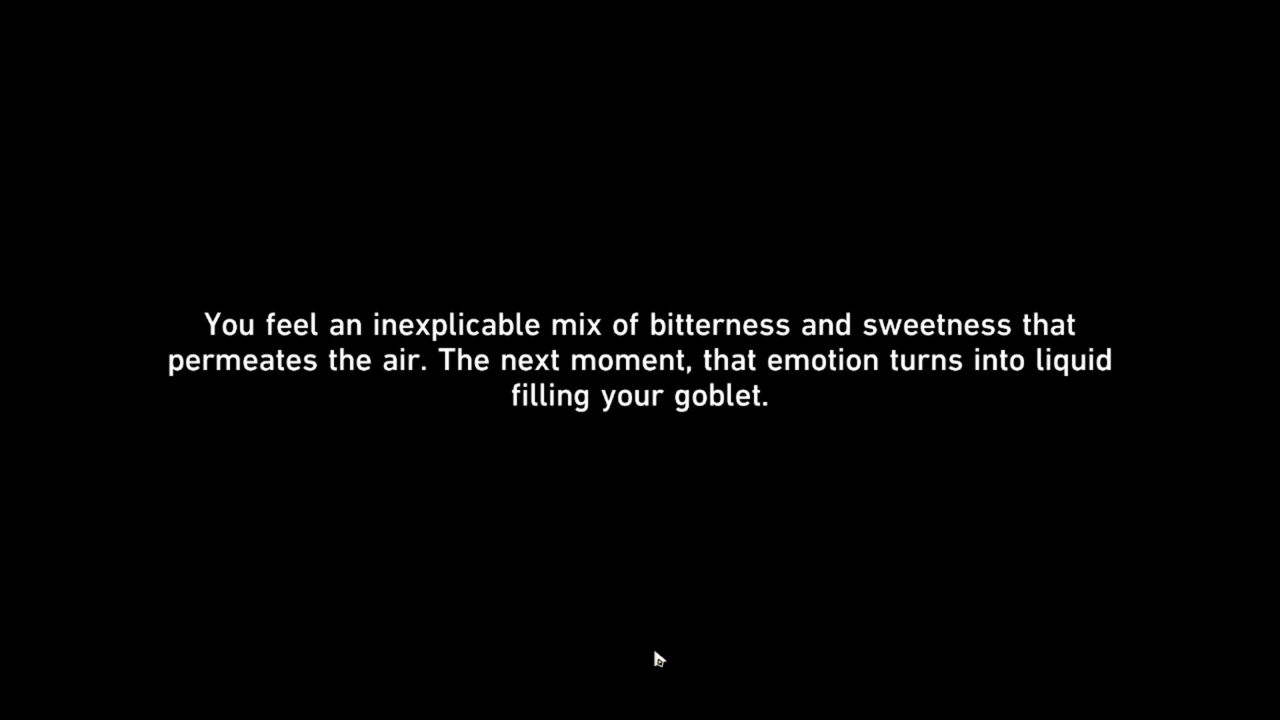 You feel an inexplicable mix of bitterness and sweetness that
permeates the air. The next moment, that emotion turns into liquid
filling your goblet.